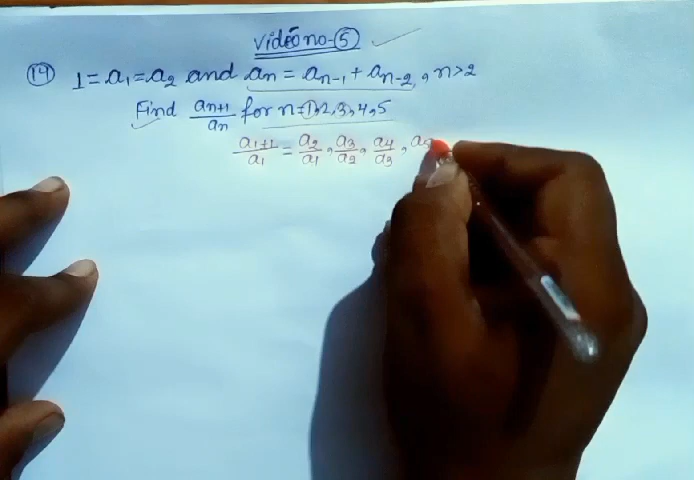 Video no-⑤
⑭ 1 = a₁ = a₂ and aₙ = aₙ₋₁ + aₙ₋₂, n>2
Find aₙ₊₁/aₙ for n=①,2,3,4,5
a₁₊₁/a₁ = a₂/a₁, a₃/a₂, a₄/a₃, a₅